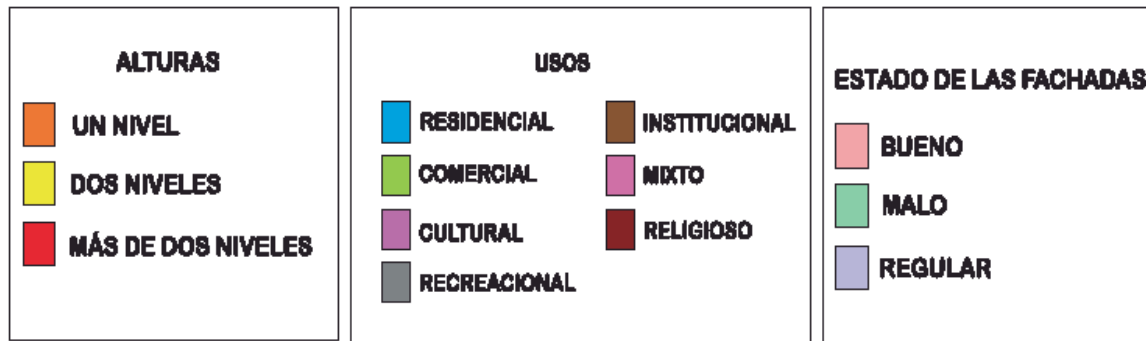 ALTURAS
UN NIVEL
DOS NIVELES
MÁS DE DOS NIVELES
USOS
RESIDENCIAL
COMERCIAL
CULTURAL
RECREACIONAL
INSTITUCIONAL
MIXTO
RELIGIOSO
ESTADO DE LAS FACHADAS
BUENO
MALO
REGULAR